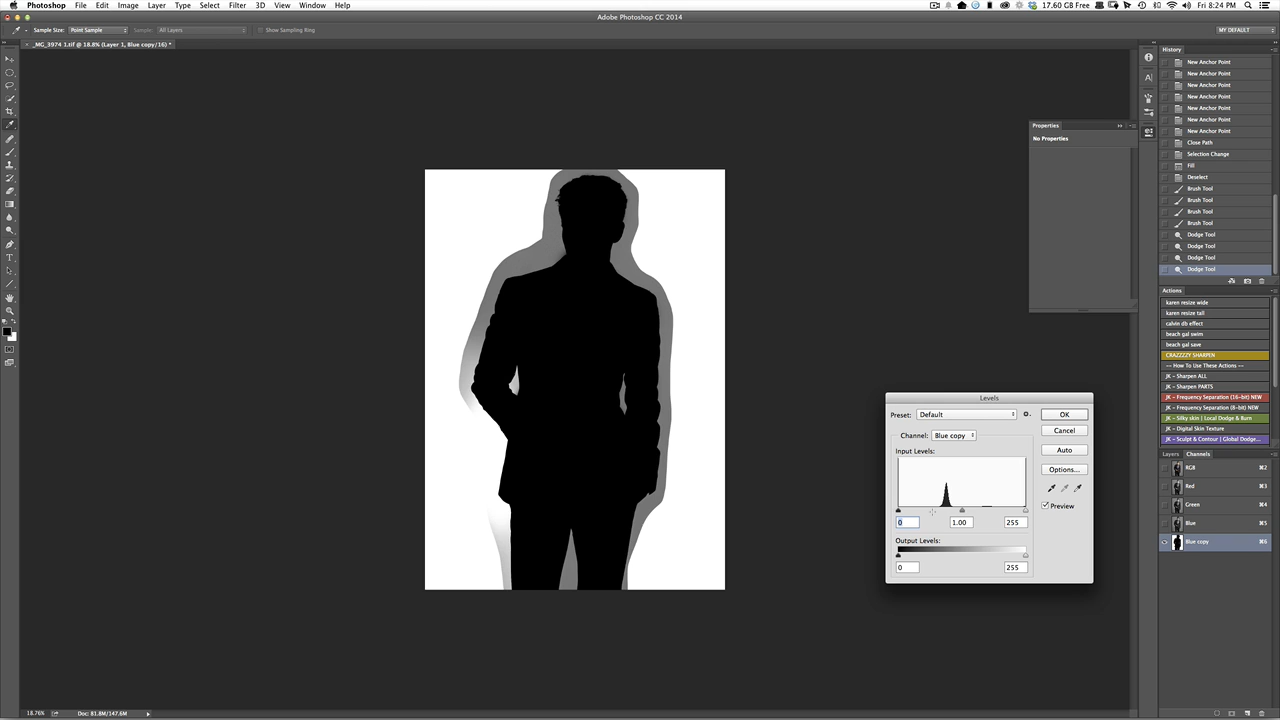 Photoshop File Edit Image Layer Type Select Filter 3D View Window Help 17.60 GB Free Fri 8:24 PM
Adobe Photoshop CC 2014
Sample Size: Point Sample Sample: All Layers Show Sampling Ring MY DEFAULT
_MG_3974 1.tif @ 18.8% (Layer 1, Blue copy/16) *
History
New Anchor Point
New Anchor Point
New Anchor Point
New Anchor Point
New Anchor Point
New Anchor Point
New Anchor Point
Close Path
Selection Change
Fill
Deselect
Brush Tool
Brush Tool
Brush Tool
Brush Tool
Dodge Tool
Dodge Tool
Dodge Tool
Dodge Tool
Properties
No Properties
Actions
karen resize wide
karen resize tall
calvin db effect
beach gal swim
beach gal save
CRAZZZZY SHARPEN
-- How To Use These Actions --
JK - Sharpen ALL
JK - Sharpen PARTS
JK - Frequency Separation (16-bit) NEW
JK - Frequency Separation (8-bit) NEW
JK - Silky skin | Local Dodge & Burn
JK - Digital Skin Texture
JK - Sculpt & Contour | Global Dodge...
Layers Channels
RGB ⌘2
Red ⌘3
Green ⌘4
Blue ⌘5
Blue copy ⌘6
Levels
Preset: Default OK
Cancel
Channel: Blue copy
Auto
Input Levels:
Options...
Preview
0 1.00 255
Output Levels:
0 255
18.76% Doc: 81.8M/147.6M